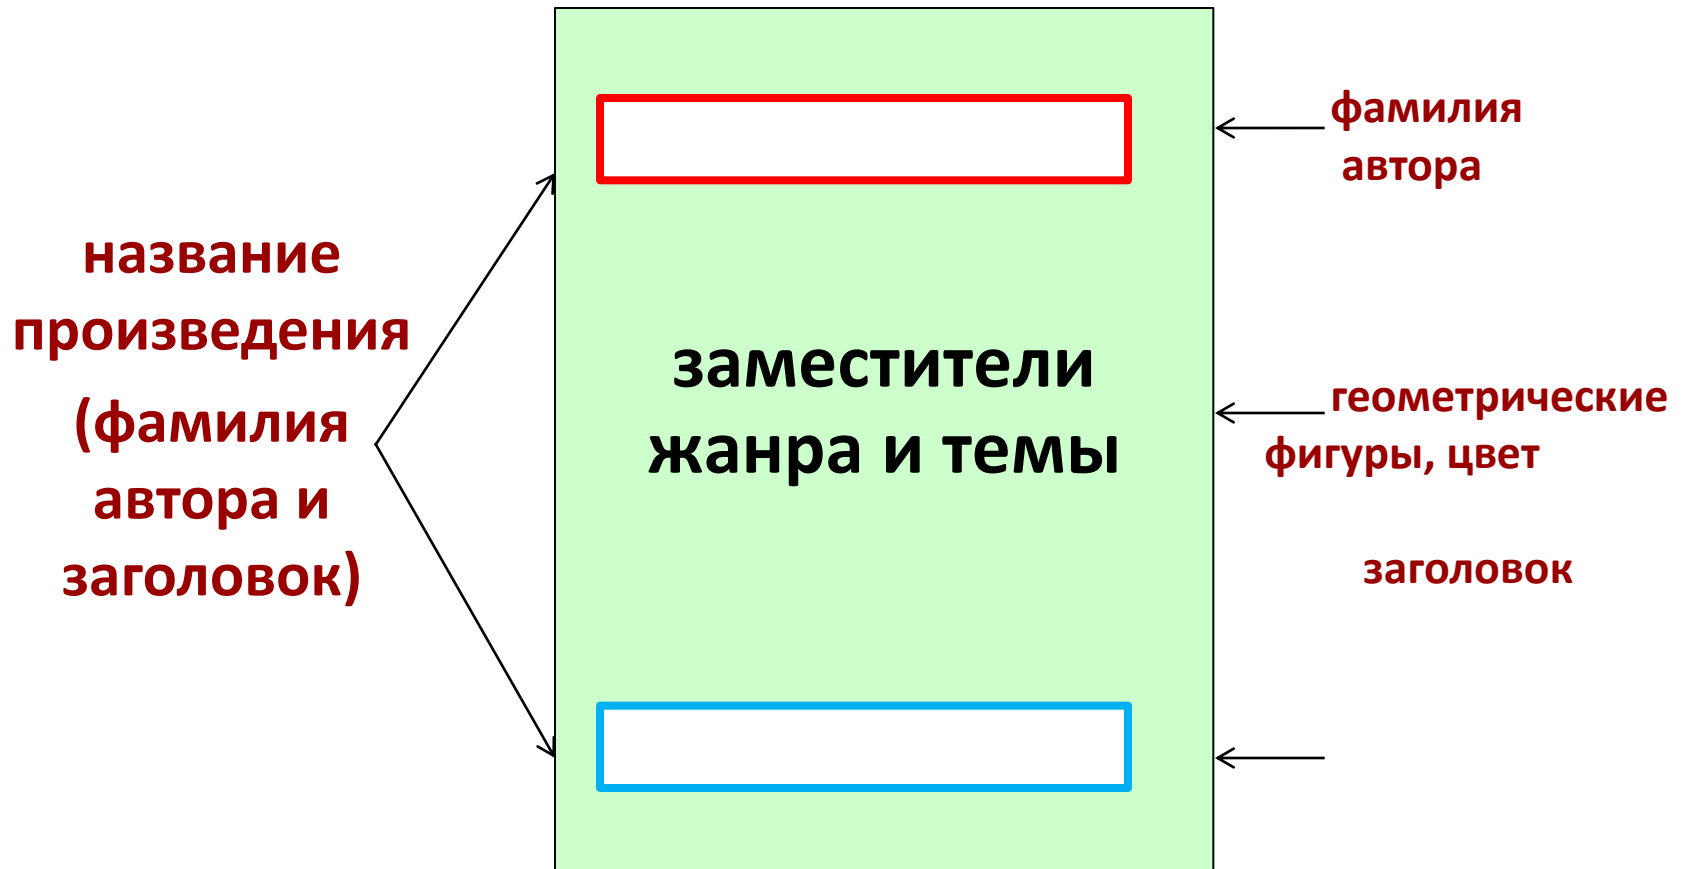 название
произведения
(фамилия
автора и
заголовок)
заместители
жанра и темы
фамилия
автора
геометрические
фигуры, цвет
заголовок